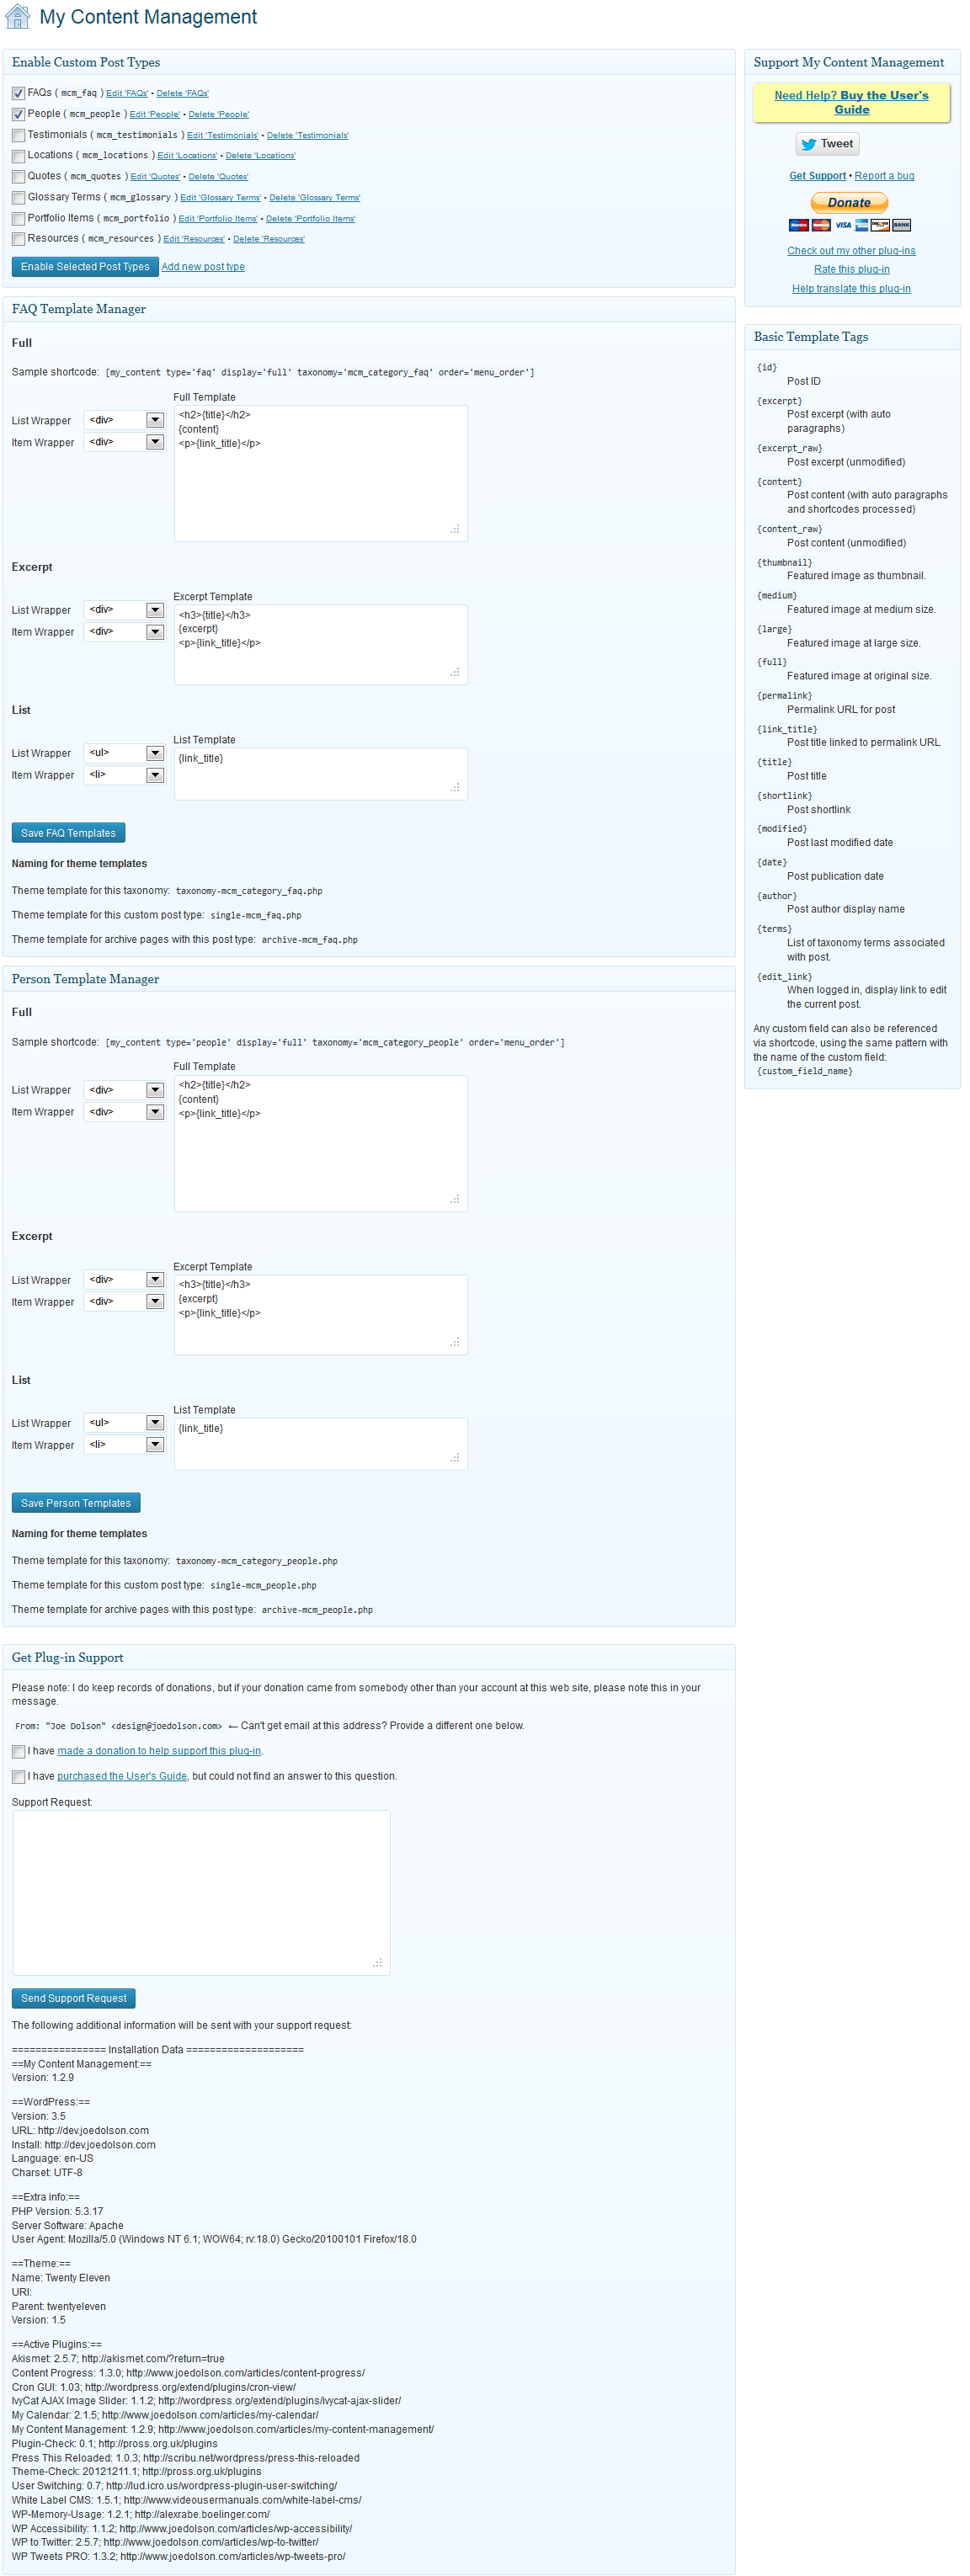 My Content Management
Enable Custom Post Types
FAQs ( mcm_faq ) Edit 'FAQs' • Delete 'FAQs'
People ( mcm_people ) Edit 'People' • Delete 'People'
Testimonials ( mcm_testimonials ) Edit 'Testimonials' • Delete 'Testimonials'
Locations ( mcm_locations ) Edit 'Locations' • Delete 'Locations'
Quotes ( mcm_quotes ) Edit 'Quotes' • Delete 'Quotes'
Glossary Terms ( mcm_glossary ) Edit 'Glossary Terms' • Delete 'Glossary Terms'
Portfolio Items ( mcm_portfolio ) Edit 'Portfolio Items' • Delete 'Portfolio Items'
Resources ( mcm_resources ) Edit 'Resources' • Delete 'Resources'
Enable Selected Post Types Add new post type
FAQ Template Manager
Full
Sample shortcode: [my_content type='faq' display='full' taxonomy='mcm_category_faq' order='menu_order']
Full Template
List Wrapper <div>
Item Wrapper <div>
<h2>{title}</h2>
{content}
<p>{link_title}</p>
Excerpt
Excerpt Template
List Wrapper <div>
Item Wrapper <div>
<h3>{title}</h3>
{excerpt}
<p>{link_title}</p>
List
List Template
List Wrapper <ul>
Item Wrapper <li>
{link_title}
Save FAQ Templates
Naming for theme templates
Theme template for this taxonomy: taxonomy-mcm_category_faq.php
Theme template for this custom post type: single-mcm_faq.php
Theme template for archive pages with this post type: archive-mcm_faq.php
Person Template Manager
Full
Sample shortcode: [my_content type='people' display='full' taxonomy='mcm_category_people' order='menu_order']
Full Template
List Wrapper <div>
Item Wrapper <div>
<h2>{title}</h2>
{content}
<p>{link_title}</p>
Excerpt
Excerpt Template
List Wrapper <div>
Item Wrapper <div>
<h3>{title}</h3>
{excerpt}
<p>{link_title}</p>
List
List Template
List Wrapper <ul>
Item Wrapper <li>
{link_title}
Save Person Templates
Naming for theme templates
Theme template for this taxonomy: taxonomy-mcm_category_people.php
Theme template for this custom post type: single-mcm_people.php
Theme template for archive pages with this post type: archive-mcm_people.php
Get Plug-in Support
Please note: I do keep records of donations, but if your donation came from somebody other than your account at this web site, please note this in your
message.
From: "Joe Dolson" <design@joedolson.com> ← Can't get email at this address? Provide a different one below.
I have made a donation to help support this plug-in.
I have purchased the User's Guide, but could not find an answer to this question.
Support Request:
Send Support Request
The following additional information will be sent with your support request:
================ Installation Data ====================
==My Content Management:==
Version: 1.2.9
==WordPress:==
Version: 3.5
URL: http://dev.joedolson.com
Install: http://dev.joedolson.com
Language: en-US
Charset: UTF-8
==Extra info:==
PHP Version: 5.3.17
Server Software: Apache
User Agent: Mozilla/5.0 (Windows NT 6.1; WOW64; rv:18.0) Gecko/20100101 Firefox/18.0
==Theme:==
Name: Twenty Eleven
URI:
Parent: twentyeleven
Version: 1.5
==Active Plugins:==
Akismet: 2.5.7; http://akismet.com/?return=true
Content Progress: 1.3.0; http://www.joedolson.com/articles/content-progress/
Cron GUI: 1.03; http://wordpress.org/extend/plugins/cron-view/
IvyCat AJAX Image Slider: 1.1.2; http://wordpress.org/extend/plugins/ivycat-ajax-slider/
My Calendar: 2.1.5; http://www.joedolson.com/articles/my-calendar/
My Content Management: 1.2.9; http://www.joedolson.com/articles/my-content-management/
Plugin-Check: 0.1; http://pross.org.uk/plugins
Press This Reloaded: 1.0.3; http://scribu.net/wordpress/press-this-reloaded
Theme-Check: 20121211.1; http://pross.org.uk/plugins
User Switching: 0.7; http://lud.icro.us/wordpress-plugin-user-switching/
White Label CMS: 1.5.1; http://www.videousermanuals.com/white-label-cms/
WP-Memory-Usage: 1.2.1; http://alexrabe.boelinger.com/
WP Accessibility: 1.1.2; http://www.joedolson.com/articles/wp-accessibility/
WP to Twitter: 2.5.7; http://www.joedolson.com/articles/wp-to-twitter/
WP Tweets PRO: 1.3.2; http://www.joedolson.com/articles/wp-tweets-pro/
Support My Content Management
Need Help? Buy the User's
Guide
Tweet
Get Support • Report a bug
Donate
VISA BANK
Check out my other plug-ins
Rate this plug-in
Help translate this plug-in
Basic Template Tags
{id}
Post ID
{excerpt}
Post excerpt (with auto
paragraphs)
{excerpt_raw}
Post excerpt (unmodified)
{content}
Post content (with auto paragraphs
and shortcodes processed)
{content_raw}
Post content (unmodified)
{thumbnail}
Featured image as thumbnail.
{medium}
Featured image at medium size.
{large}
Featured image at large size.
{full}
Featured image at original size.
{permalink}
Permalink URL for post
{link_title}
Post title linked to permalink URL
{title}
Post title
{shortlink}
Post shortlink
{modified}
Post last modified date
{date}
Post publication date
{author}
Post author display name
{terms}
List of taxonomy terms associated
with post.
{edit_link}
When logged in, display link to edit
the current post.
Any custom field can also be referenced
via shortcode, using the same pattern with
the name of the custom field:
{custom_field_name}